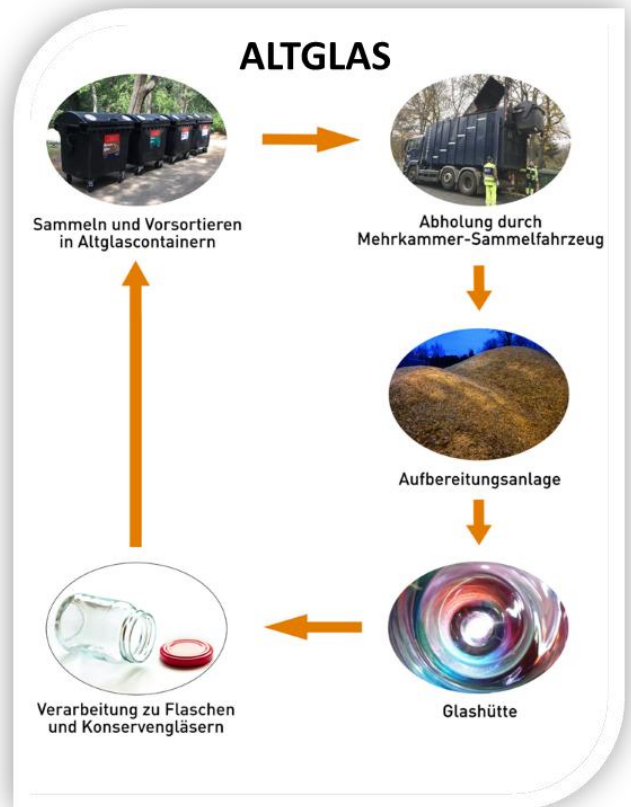 ALTGLAS
Sammeln und Vorsortieren
in Altglascontainern
Abholung durch
Mehrkammer-Sammelfahrzeug
Aufbereitungsanlage
Glashütte
Verarbeitung zu Flaschen
und Konservengläsern